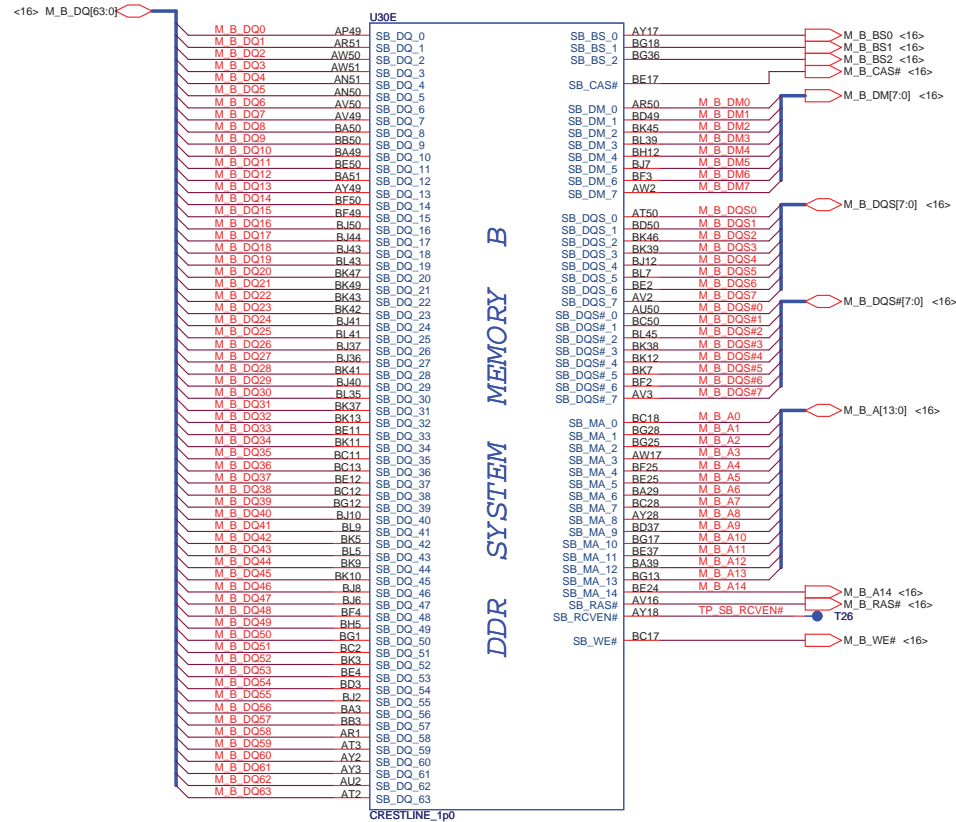 <16> M_B_DQ[63:0]
U30E
M_B_DQ0 AP49 SB_DQ_0
M_B_DQ1 AR51 SB_DQ_1
M_B_DQ2 AW50 SB_DQ_2
M_B_DQ3 AW51 SB_DQ_3
M_B_DQ4 AN51 SB_DQ_4
M_B_DQ5 AN50 SB_DQ_5
M_B_DQ6 AV50 SB_DQ_6
M_B_DQ7 AV49 SB_DQ_7
M_B_DQ8 BA50 SB_DQ_8
M_B_DQ9 BB50 SB_DQ_9
M_B_DQ10 BA49 SB_DQ_10
M_B_DQ11 BE50 SB_DQ_11
M_B_DQ12 BA51 SB_DQ_12
M_B_DQ13 AY49 SB_DQ_13
M_B_DQ14 BF50 SB_DQ_14
M_B_DQ15 BF49 SB_DQ_15
M_B_DQ16 BJ50 SB_DQ_16
M_B_DQ17 BJ44 SB_DQ_17
M_B_DQ18 BJ43 SB_DQ_18
M_B_DQ19 BL43 SB_DQ_19
M_B_DQ20 BK47 SB_DQ_20
M_B_DQ21 BK49 SB_DQ_21
M_B_DQ22 BK43 SB_DQ_22
M_B_DQ23 BK42 SB_DQ_23
M_B_DQ24 BJ41 SB_DQ_24
M_B_DQ25 BL41 SB_DQ_25
M_B_DQ26 BJ37 SB_DQ_26
M_B_DQ27 BJ36 SB_DQ_27
M_B_DQ28 BK41 SB_DQ_28
M_B_DQ29 BJ40 SB_DQ_29
M_B_DQ30 BL35 SB_DQ_30
M_B_DQ31 BK37 SB_DQ_31
M_B_DQ32 BK13 SB_DQ_32
M_B_DQ33 BE11 SB_DQ_33
M_B_DQ34 BK11 SB_DQ_34
M_B_DQ35 BC11 SB_DQ_35
M_B_DQ36 BC13 SB_DQ_36
M_B_DQ37 BE12 SB_DQ_37
M_B_DQ38 BC12 SB_DQ_38
M_B_DQ39 BG12 SB_DQ_39
M_B_DQ40 BJ10 SB_DQ_40
M_B_DQ41 BL9 SB_DQ_41
M_B_DQ42 BK5 SB_DQ_42
M_B_DQ43 BL5 SB_DQ_43
M_B_DQ44 BK9 SB_DQ_44
M_B_DQ45 BK10 SB_DQ_45
M_B_DQ46 BJ8 SB_DQ_46
M_B_DQ47 BJ6 SB_DQ_47
M_B_DQ48 BF4 SB_DQ_48
M_B_DQ49 BH5 SB_DQ_49
M_B_DQ50 BG1 SB_DQ_50
M_B_DQ51 BC2 SB_DQ_51
M_B_DQ52 BK3 SB_DQ_52
M_B_DQ53 BE4 SB_DQ_53
M_B_DQ54 BD3 SB_DQ_54
M_B_DQ55 BJ2 SB_DQ_55
M_B_DQ56 BA3 SB_DQ_56
M_B_DQ57 BB3 SB_DQ_57
M_B_DQ58 AR1 SB_DQ_58
M_B_DQ59 AT3 SB_DQ_59
M_B_DQ60 AY2 SB_DQ_60
M_B_DQ61 AY3 SB_DQ_61
M_B_DQ62 AU2 SB_DQ_62
M_B_DQ63 AT2 SB_DQ_63
DDR SYSTEM MEMORY B
SB_BS_0 AY17 M_B_BS0 <16>
SB_BS_1 BG18 M_B_BS1 <16>
SB_BS_2 BG36 M_B_BS2 <16>
SB_CAS# BE17 M_B_CAS# <16>
M_B_DM[7:0] <16>
SB_DM_0 AR50 M_B_DM0
SB_DM_1 BD49 M_B_DM1
SB_DM_2 BK45 M_B_DM2
SB_DM_3 BL39 M_B_DM3
SB_DM_4 BH12 M_B_DM4
SB_DM_5 BJ7 M_B_DM5
SB_DM_6 BF3 M_B_DM6
SB_DM_7 AW2 M_B_DM7
M_B_DQS[7:0] <16>
SB_DQS_0 AT50 M_B_DQS0
SB_DQS_1 BD50 M_B_DQS1
SB_DQS_2 BK46 M_B_DQS2
SB_DQS_3 BK39 M_B_DQS3
SB_DQS_4 BJ12 M_B_DQS4
SB_DQS_5 BL7 M_B_DQS5
SB_DQS_6 BE2 M_B_DQS6
SB_DQS_7 AV2 M_B_DQS7
M_B_DQS#[7:0] <16>
SB_DQS#_0 AU50 M_B_DQS#0
SB_DQS#_1 BC50 M_B_DQS#1
SB_DQS#_2 BL45 M_B_DQS#2
SB_DQS#_3 BK38 M_B_DQS#3
SB_DQS#_4 BK12 M_B_DQS#4
SB_DQS#_5 BK7 M_B_DQS#5
SB_DQS#_6 BF2 M_B_DQS#6
SB_DQS#_7 AV3 M_B_DQS#7
M_B_A[13:0] <16>
SB_MA_0 BC18 M_B_A0
SB_MA_1 BG28 M_B_A1
SB_MA_2 BG25 M_B_A2
SB_MA_3 AW17 M_B_A3
SB_MA_4 BF25 M_B_A4
SB_MA_5 BE25 M_B_A5
SB_MA_6 BA29 M_B_A6
SB_MA_7 BC28 M_B_A7
SB_MA_8 AY28 M_B_A8
SB_MA_9 BD37 M_B_A9
SB_MA_10 BG17 M_B_A10
SB_MA_11 BE37 M_B_A11
SB_MA_12 BA39 M_B_A12
SB_MA_13 BG13 M_B_A13
SB_MA_14 BE24 M_B_A14 M_B_A14 <16>
SB_RAS# AV16 M_B_RAS# <16>
SB_RCVEN# AY18 TP_SB_RCVEN# T26
SB_WE# BC17 M_B_WE# <16>
CRESTLINE_1p0